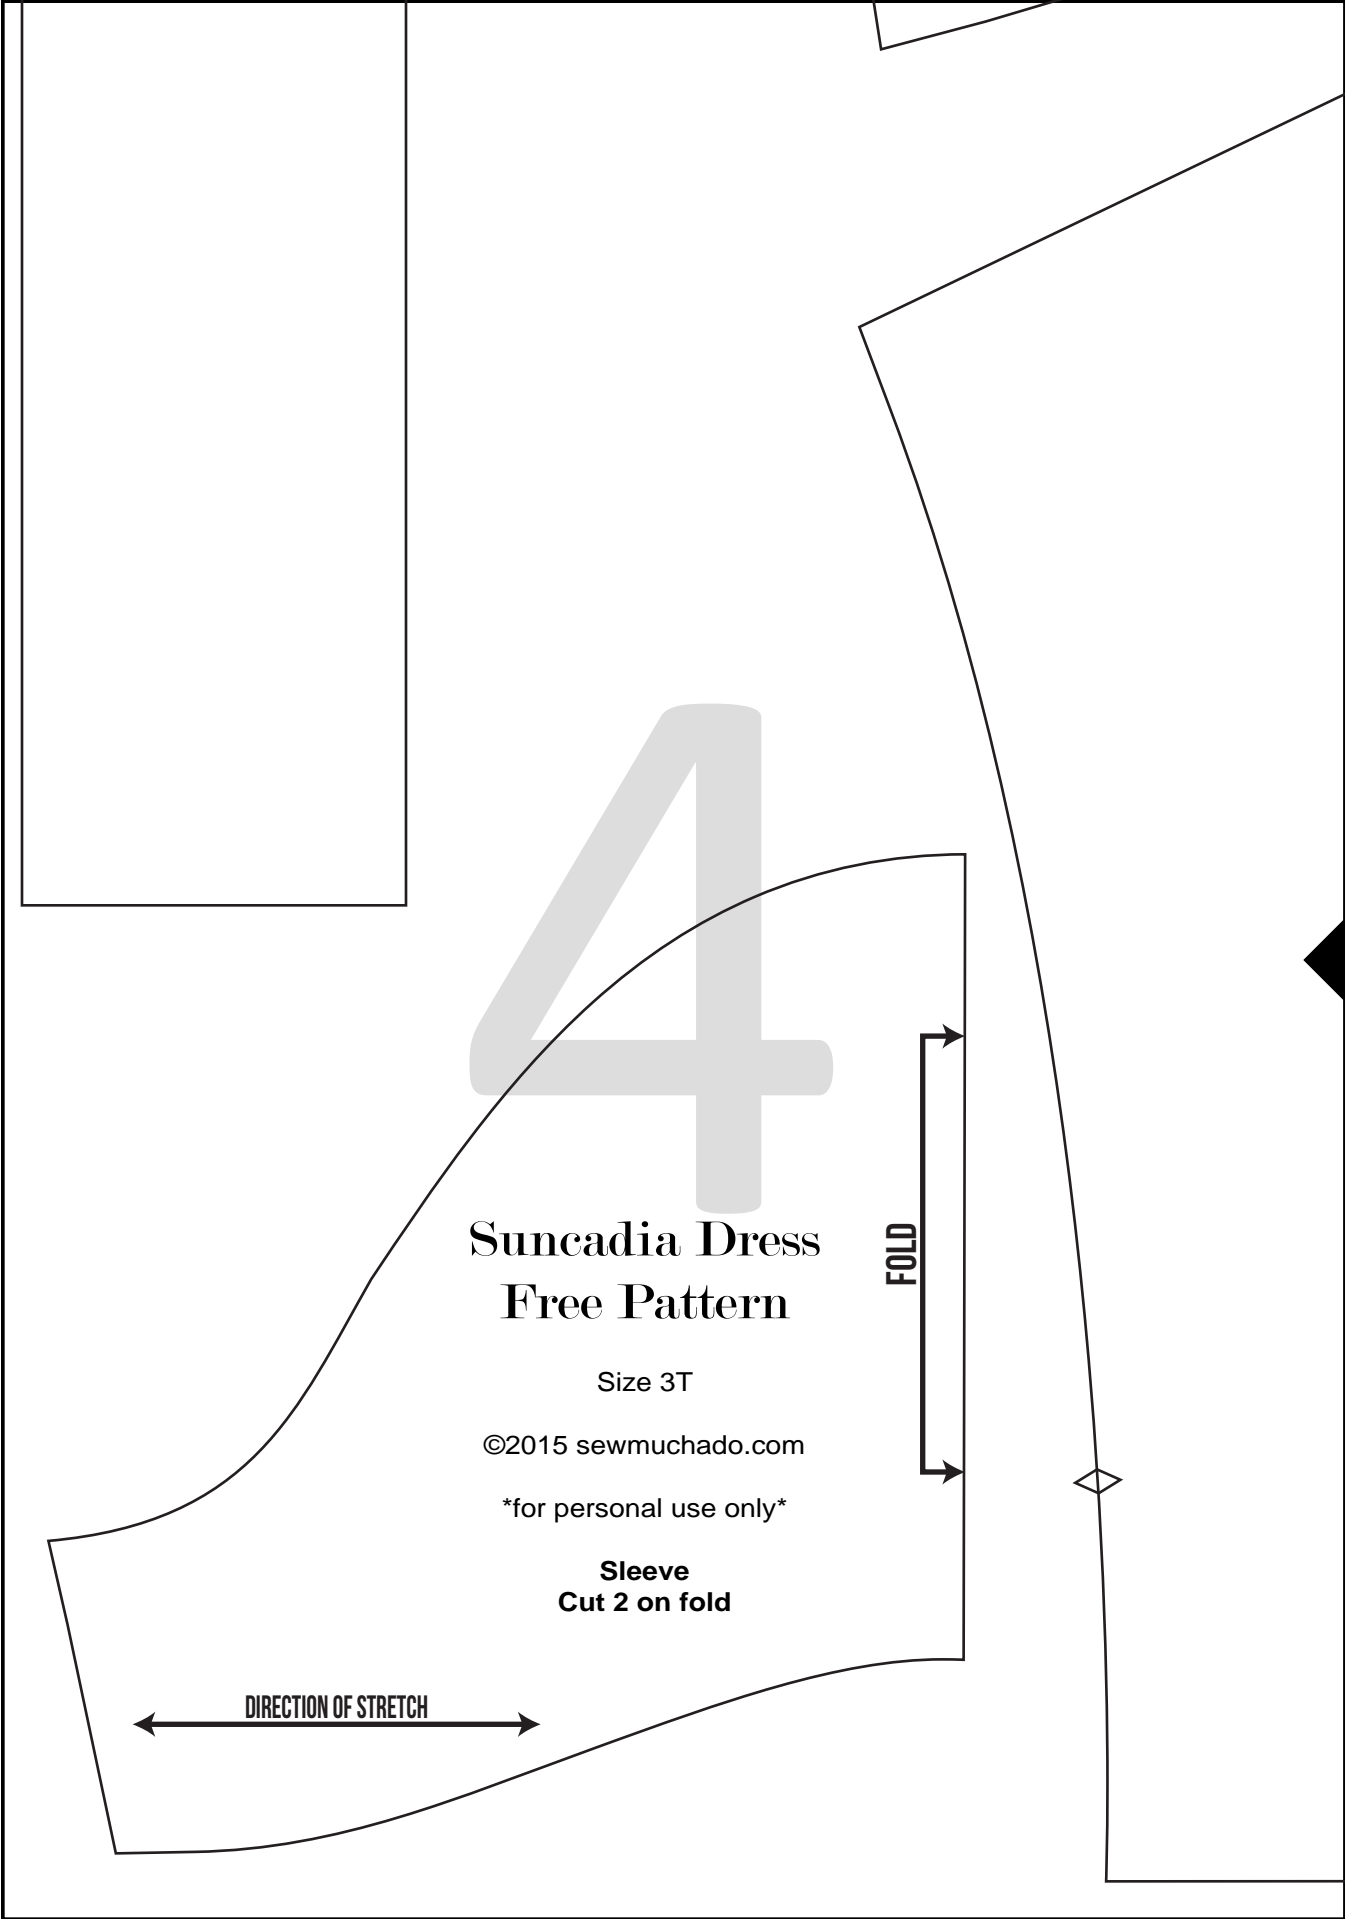 4
Suncadia Dress
Free Pattern
FOLD
Size 3T
©2015 sewmuchado.com
*for personal use only*
Sleeve
Cut 2 on fold
DIRECTION OF STRETCH